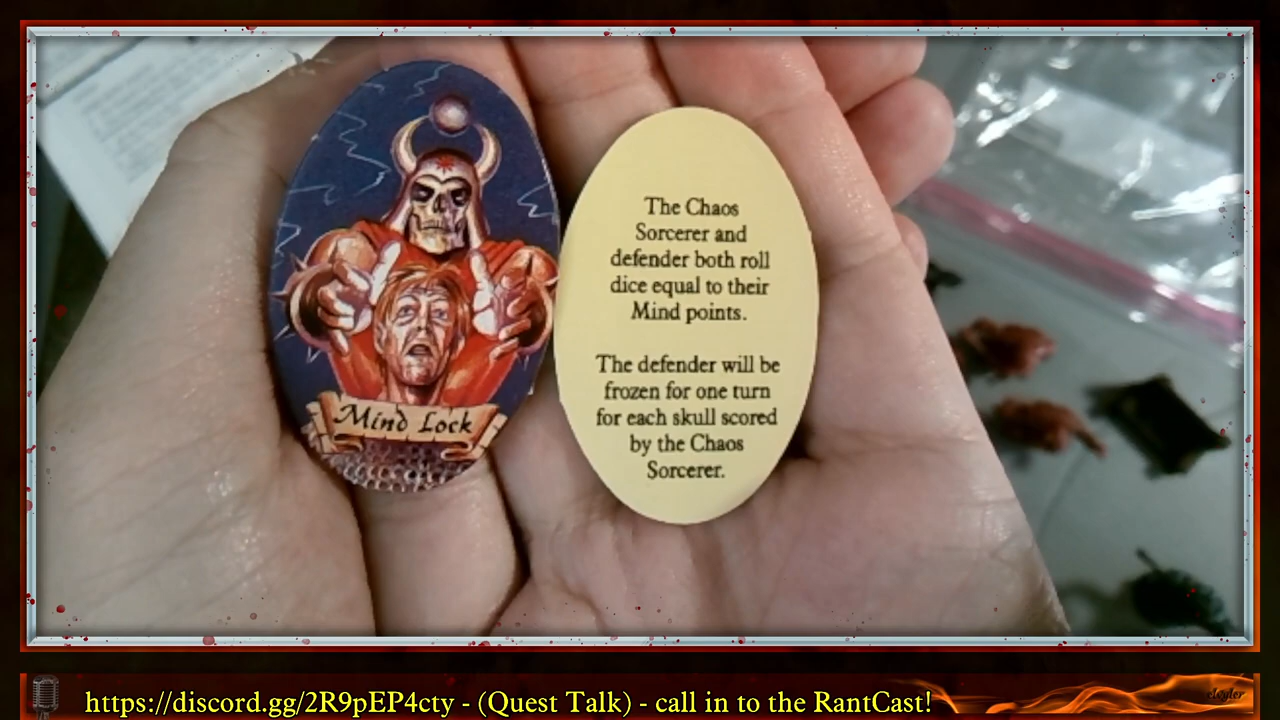 Mind Lock
The Chaos
Sorcerer and
defender both roll
dice equal to their
Mind points.
The defender will be
frozen for one turn
for each skull scored
by the Chaos
Sorcerer.
https://discord.gg/2R9pEP4cty - (Quest Talk) - call in to the RantCast!